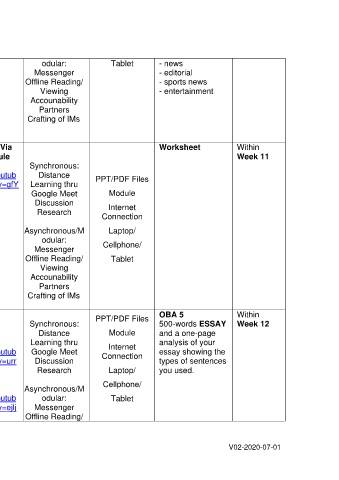 odular:
Messenger
Offline Reading/
Viewing
Accounability
Partners
Crafting of IMs
Tablet
- news
- editorial
- sports news
- entertainment
Via
ule
utub
v=gfY
Synchronous:
Distance
Learning thru
Google Meet
Discussion
Research
Asynchronous/M
odular:
Messenger
Offline Reading/
Viewing
Accounability
Partners
Crafting of IMs
PPT/PDF Files
Module
Internet
Connection
Laptop/
Cellphone/
Tablet
Worksheet
Within
Week 11
utub
v=urr
utub
v=ejlj
Synchronous:
Distance
Learning thru
Google Meet
Discussion
Research
Asynchronous/M
odular:
Messenger
Offline Reading/
PPT/PDF Files
Module
Internet
Connection
Laptop/
Cellphone/
Tablet
OBA 5
500-words ESSAY
and a one-page
analysis of your
essay showing the
types of sentences
you used.
Within
Week 12
V02-2020-07-01